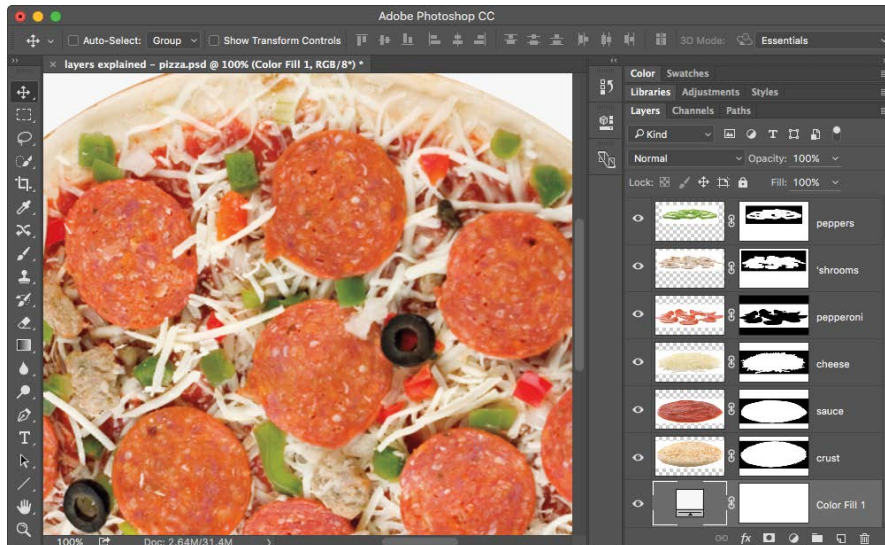 Adobe Photoshop CC
Auto-Select: Group Show Transform Controls 3D Mode: Essentials
× layers explained – pizza.psd @ 100% (Color Fill 1, RGB/8*) *
Color Swatches
Libraries Adjustments Styles
Layers Channels Paths
Kind
Normal Opacity: 100%
Lock: Fill: 100%
peppers
'shrooms
pepperoni
cheese
sauce
crust
Color Fill 1
100% Doc: 2.64M/31.4M
fx